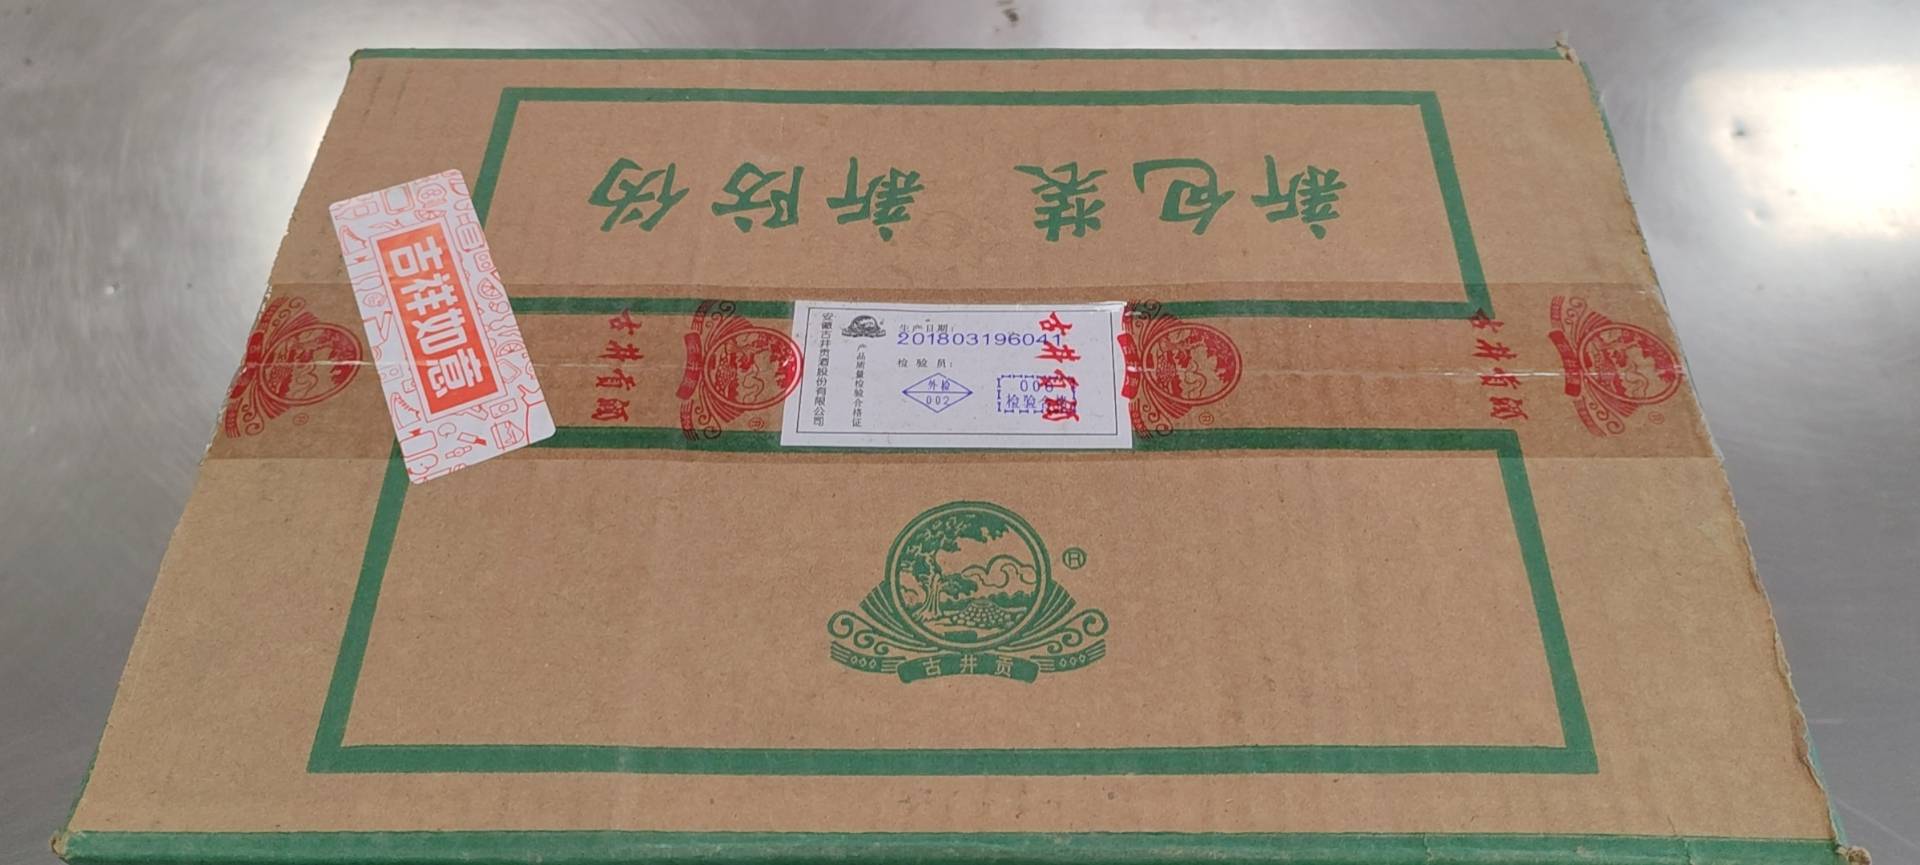 新包装 新防伪
吉祥如意
古井贡酒
安徽古井贡酒股份有限公司
产品质量检验合格证
生产日期:
201803196041
检验员:
外检
002
检验合格
古井贡酒
古井贡酒
R
古井贡